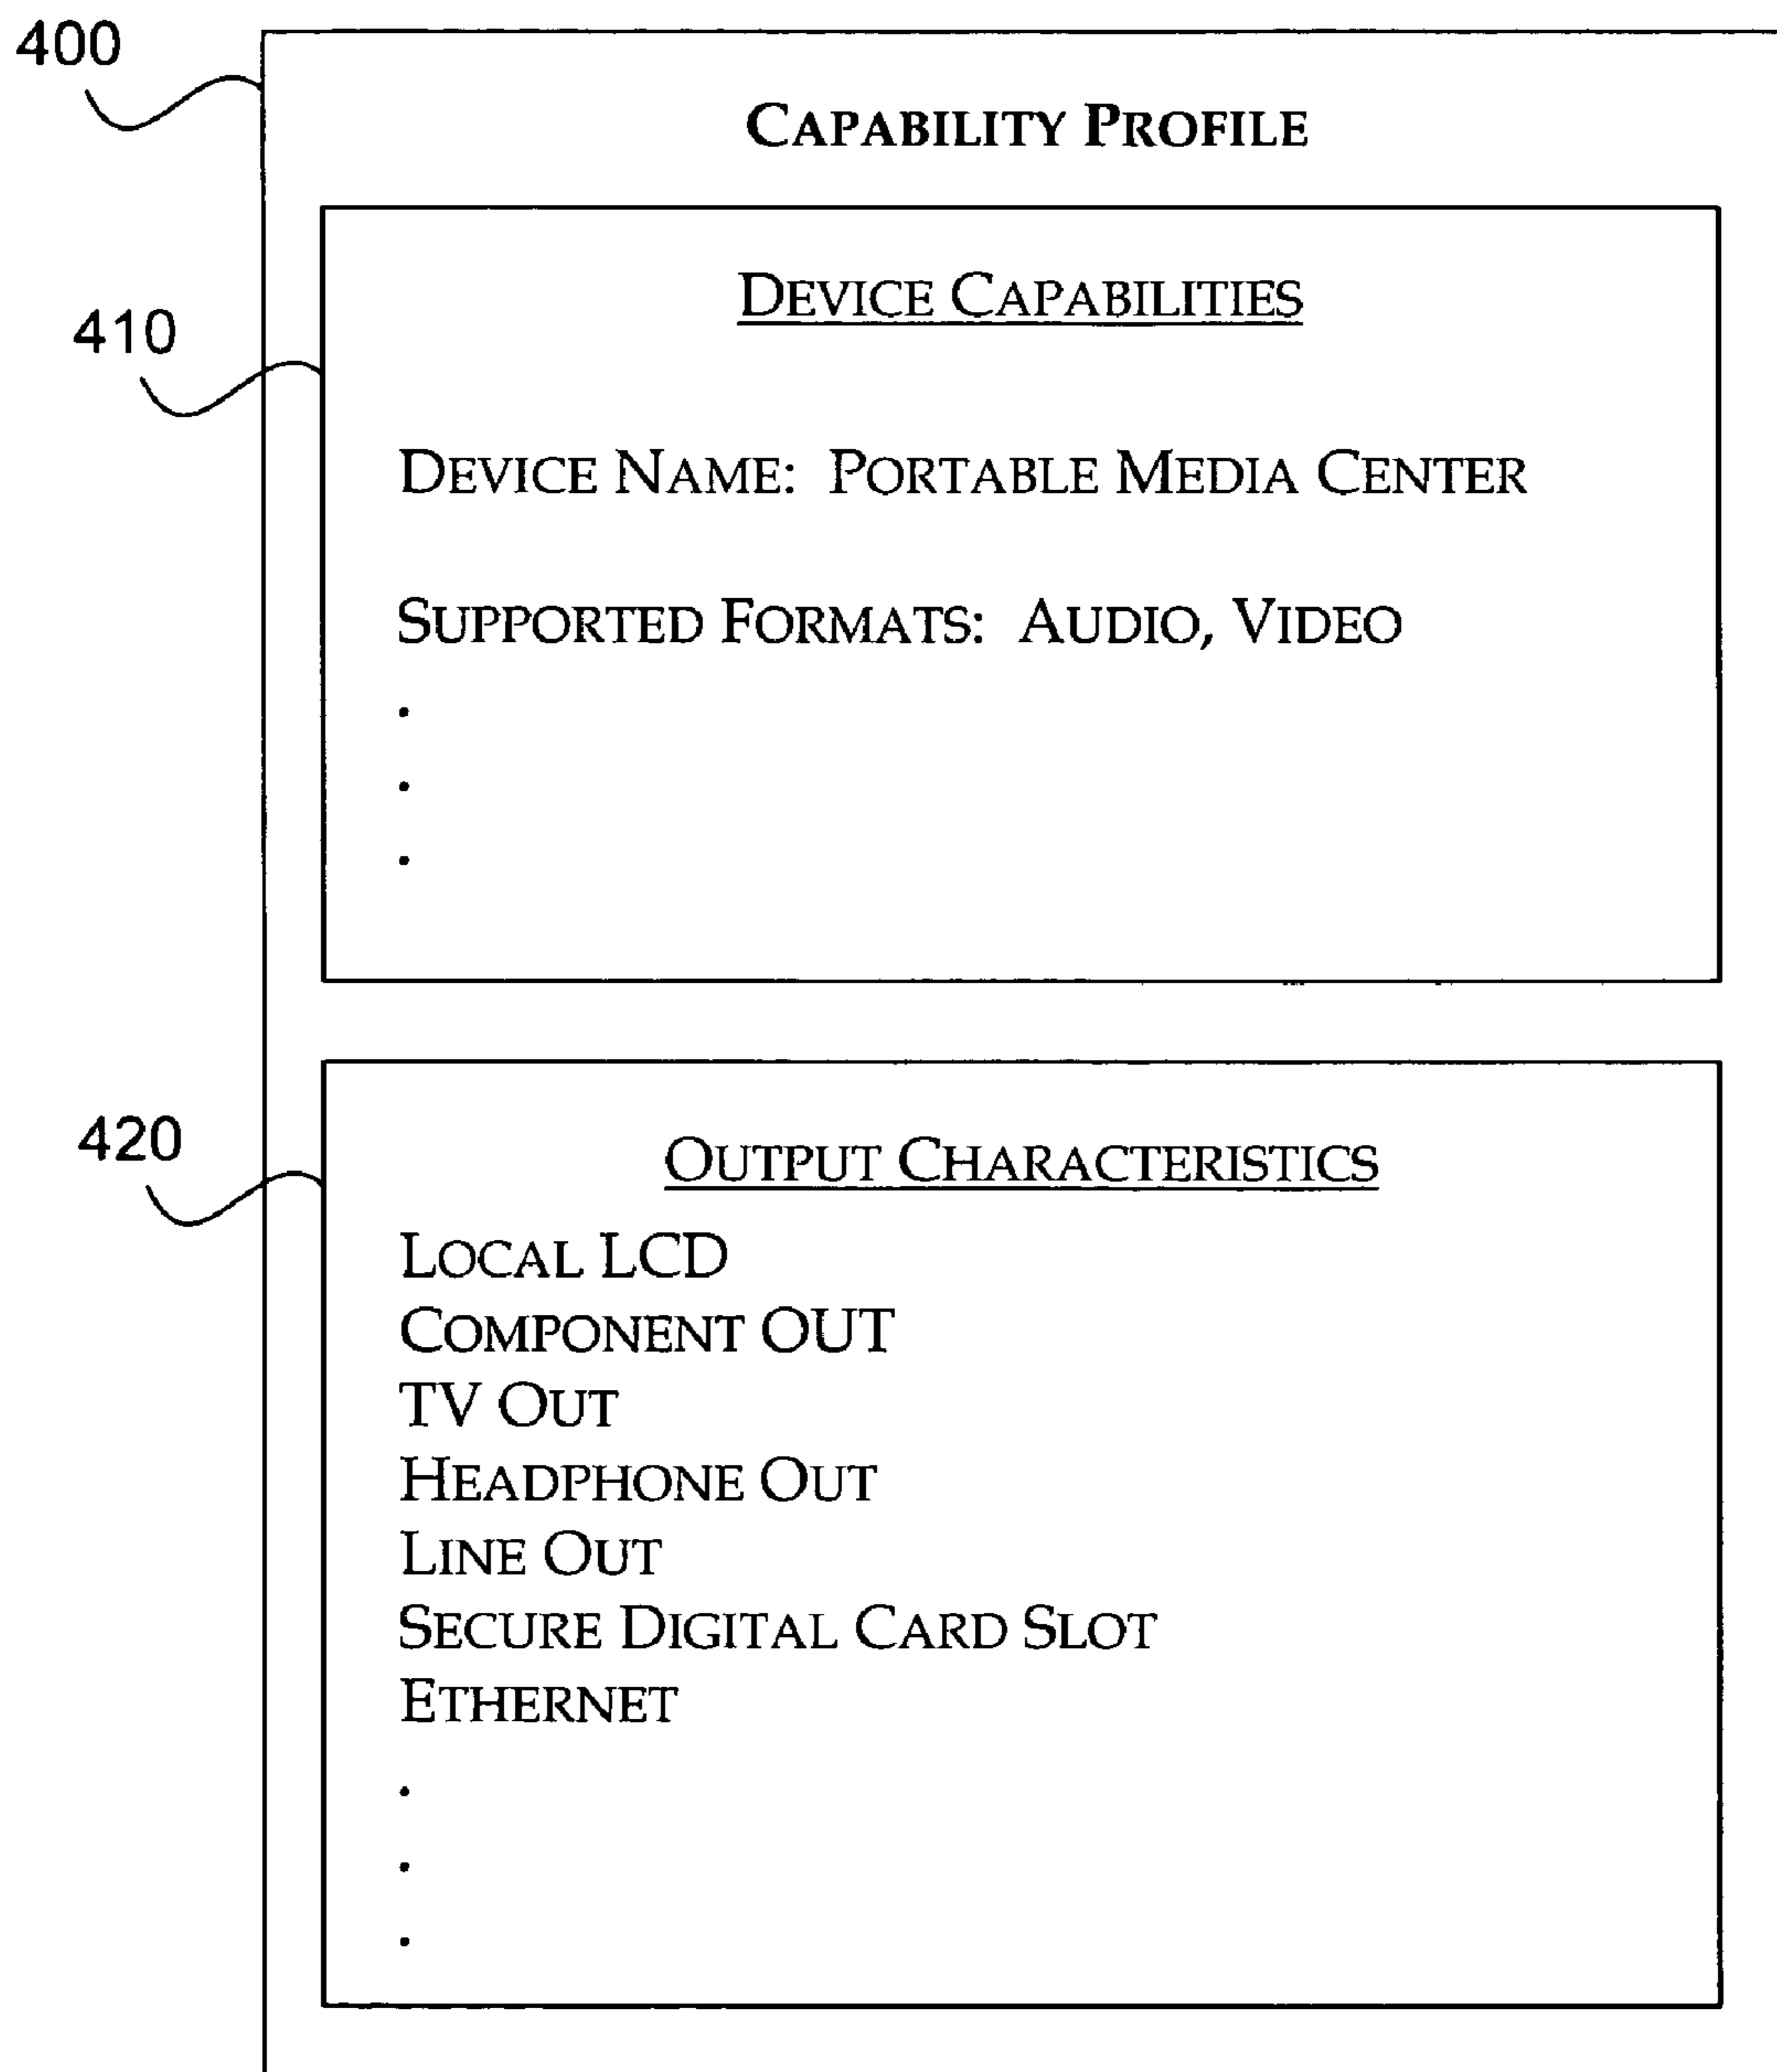 400
CAPABILITY PROFILE
410
DEVICE CAPABILITIES
DEVICE NAME: PORTABLE MEDIA CENTER
SUPPORTED FORMATS: AUDIO, VIDEO
.
.
.
420
OUTPUT CHARACTERISTICS
LOCAL LCD
COMPONENT OUT
TV OUT
HEADPHONE OUT
LINE OUT
SECURE DIGITAL CARD SLOT
ETHERNET
.
.
.